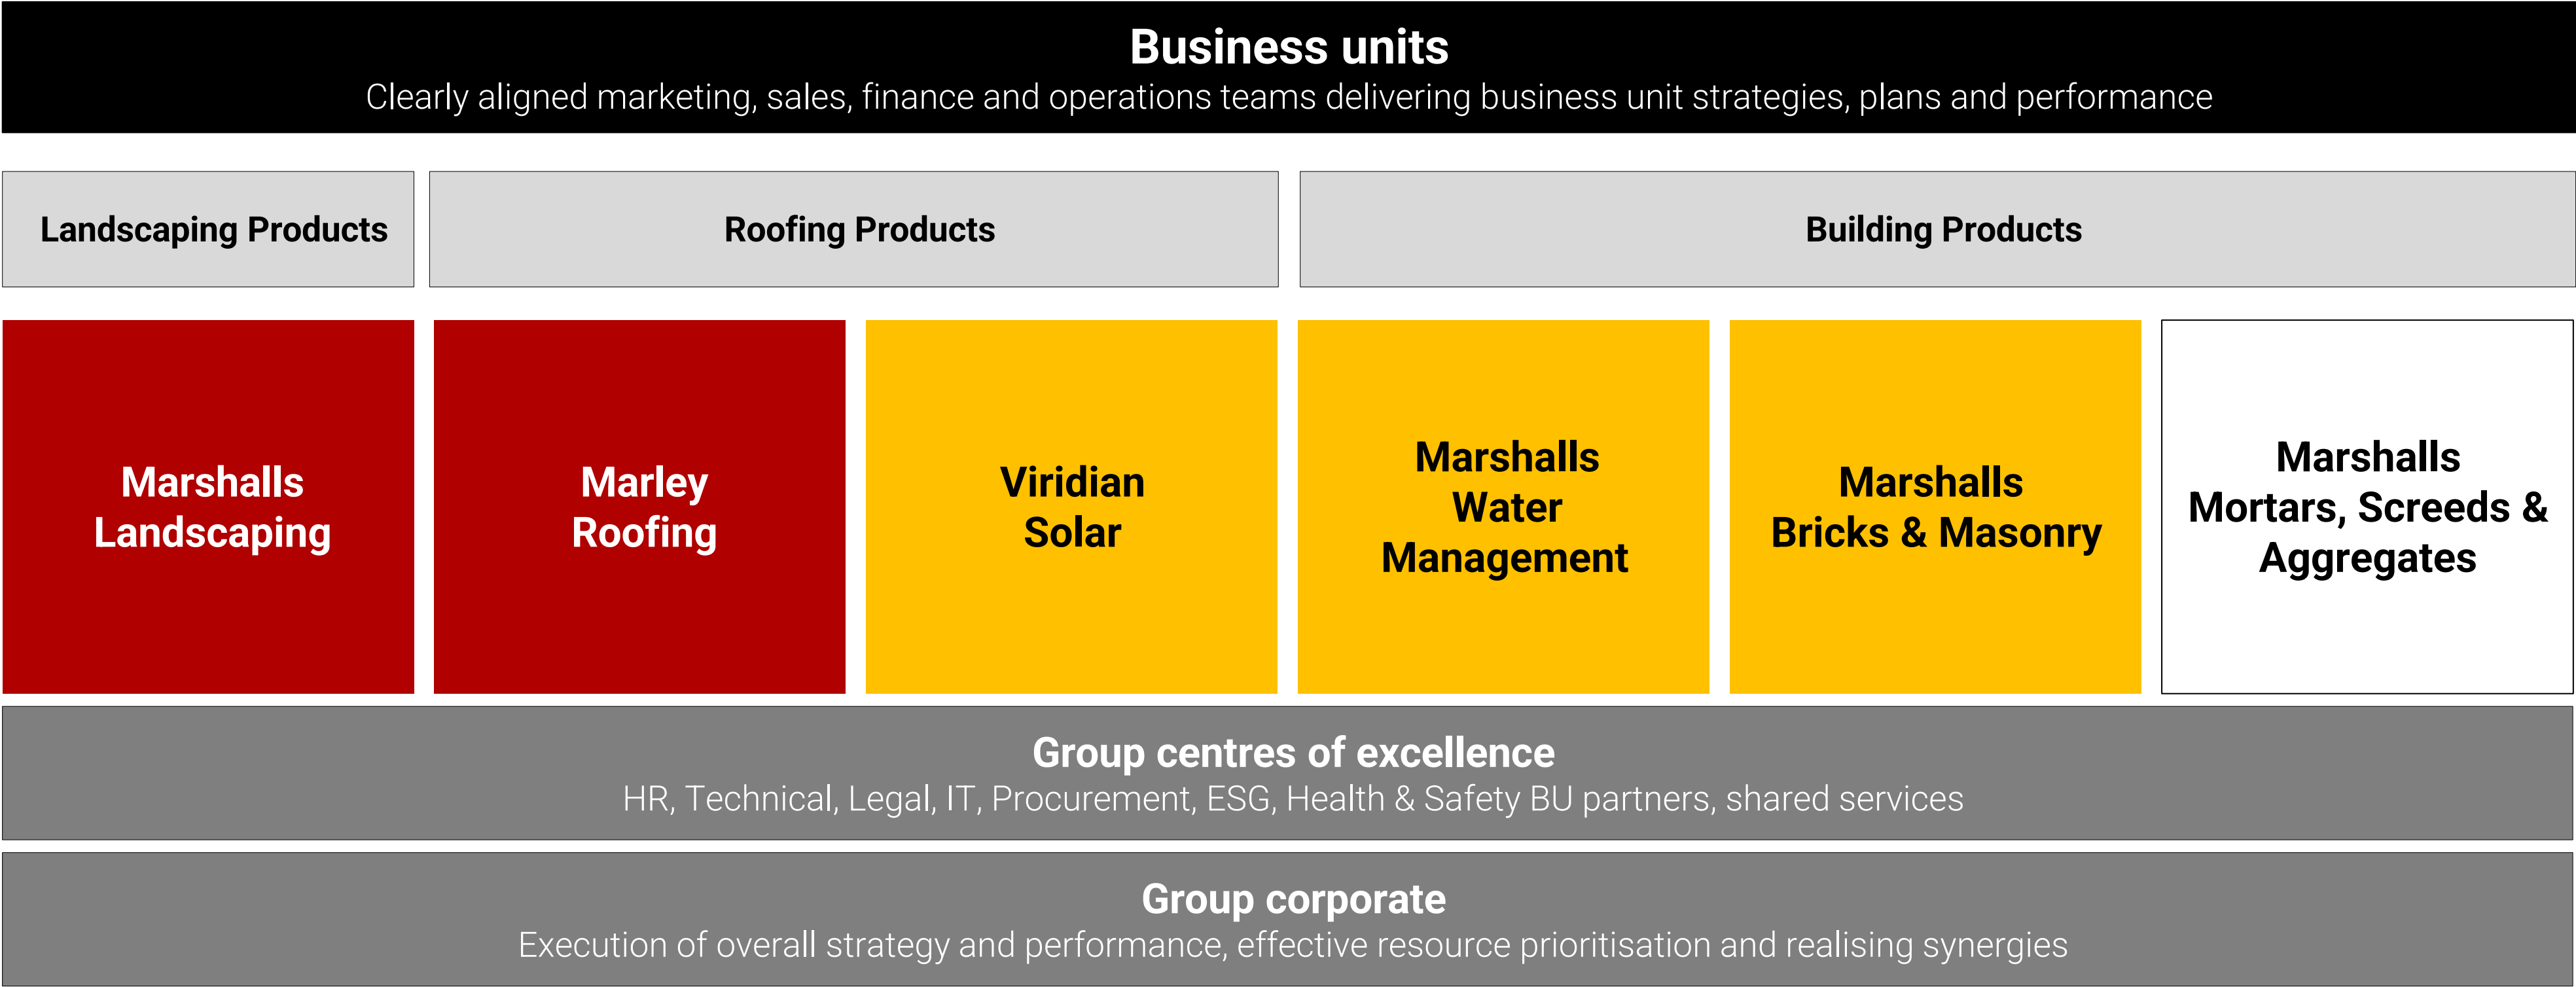 Business units
Clearly aligned marketing, sales, finance and operations teams delivering business unit strategies, plans and performance
Landscaping Products
Roofing Products
Building Products
Marshalls
Landscaping
Marley
Roofing
Viridian
Solar
Marshalls
Water
Management
Marshalls
Bricks & Masonry
Marshalls
Mortars, Screeds &
Aggregates
Group centres of excellence
HR, Technical, Legal, IT, Procurement, ESG, Health & Safety BU partners, shared services
Group corporate
Execution of overall strategy and performance, effective resource prioritisation and realising synergies